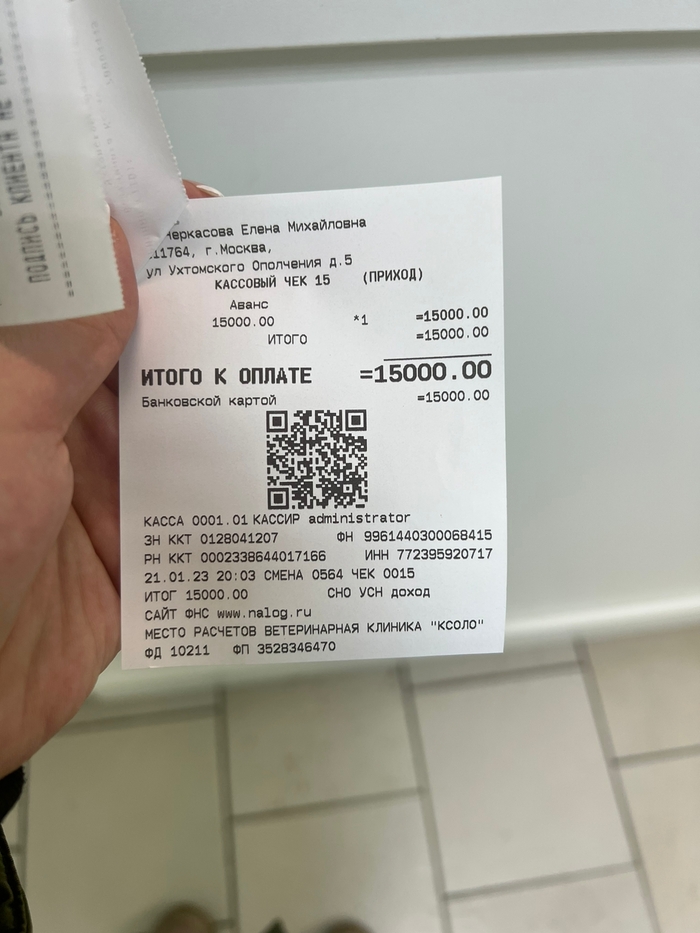 ПОДПИСЬ КЛИЕНТА НЕ
Черкасова Елена Михайловна
г.Москва,
ул Ухтомского Ополчения д.5
КАССОВЫЙ ЧЕК 15 (ПРИХОД)
Аванс
15000.00 *1 =15000.00
ИТОГО =15000.00
ИТОГО К ОПЛАТЕ =15000.00
Банковской картой =15000.00
КАССА 0001.01 КАССИР administrator
ЗН ККТ 0128041207 ФН 9961440300068415
РН ККТ 0002338644017166 ИНН 772395920717
21.01.23 20:03 СМЕНА 0564 ЧЕК 0015
ИТОГ 15000.00 СНО УСН доход
САЙТ ФНС www.nalog.ru
МЕСТО РАСЧЕТОВ ВЕТЕРИНАРНАЯ КЛИНИКА "КСОЛО"
ФД 10211 ФП 3528346470